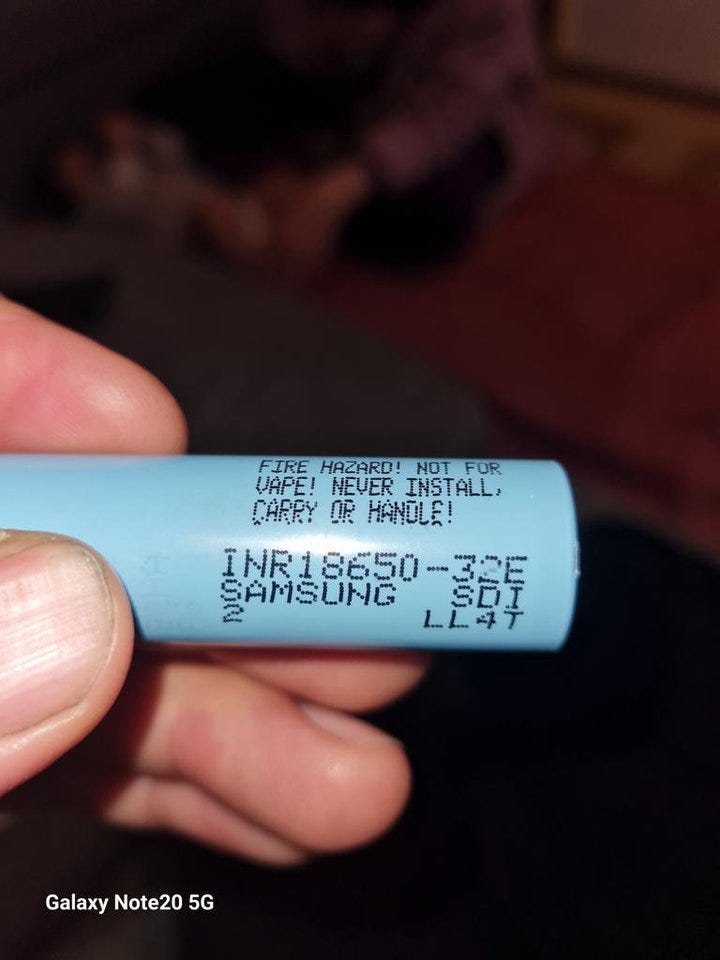 FIRE HAZARD! NOT FOR
VAPE! NEVER INSTALL,
CARRY OR HANDLE!
INR18650-32E
SAMSUNG SDI
2 LL4T
Galaxy Note20 5G